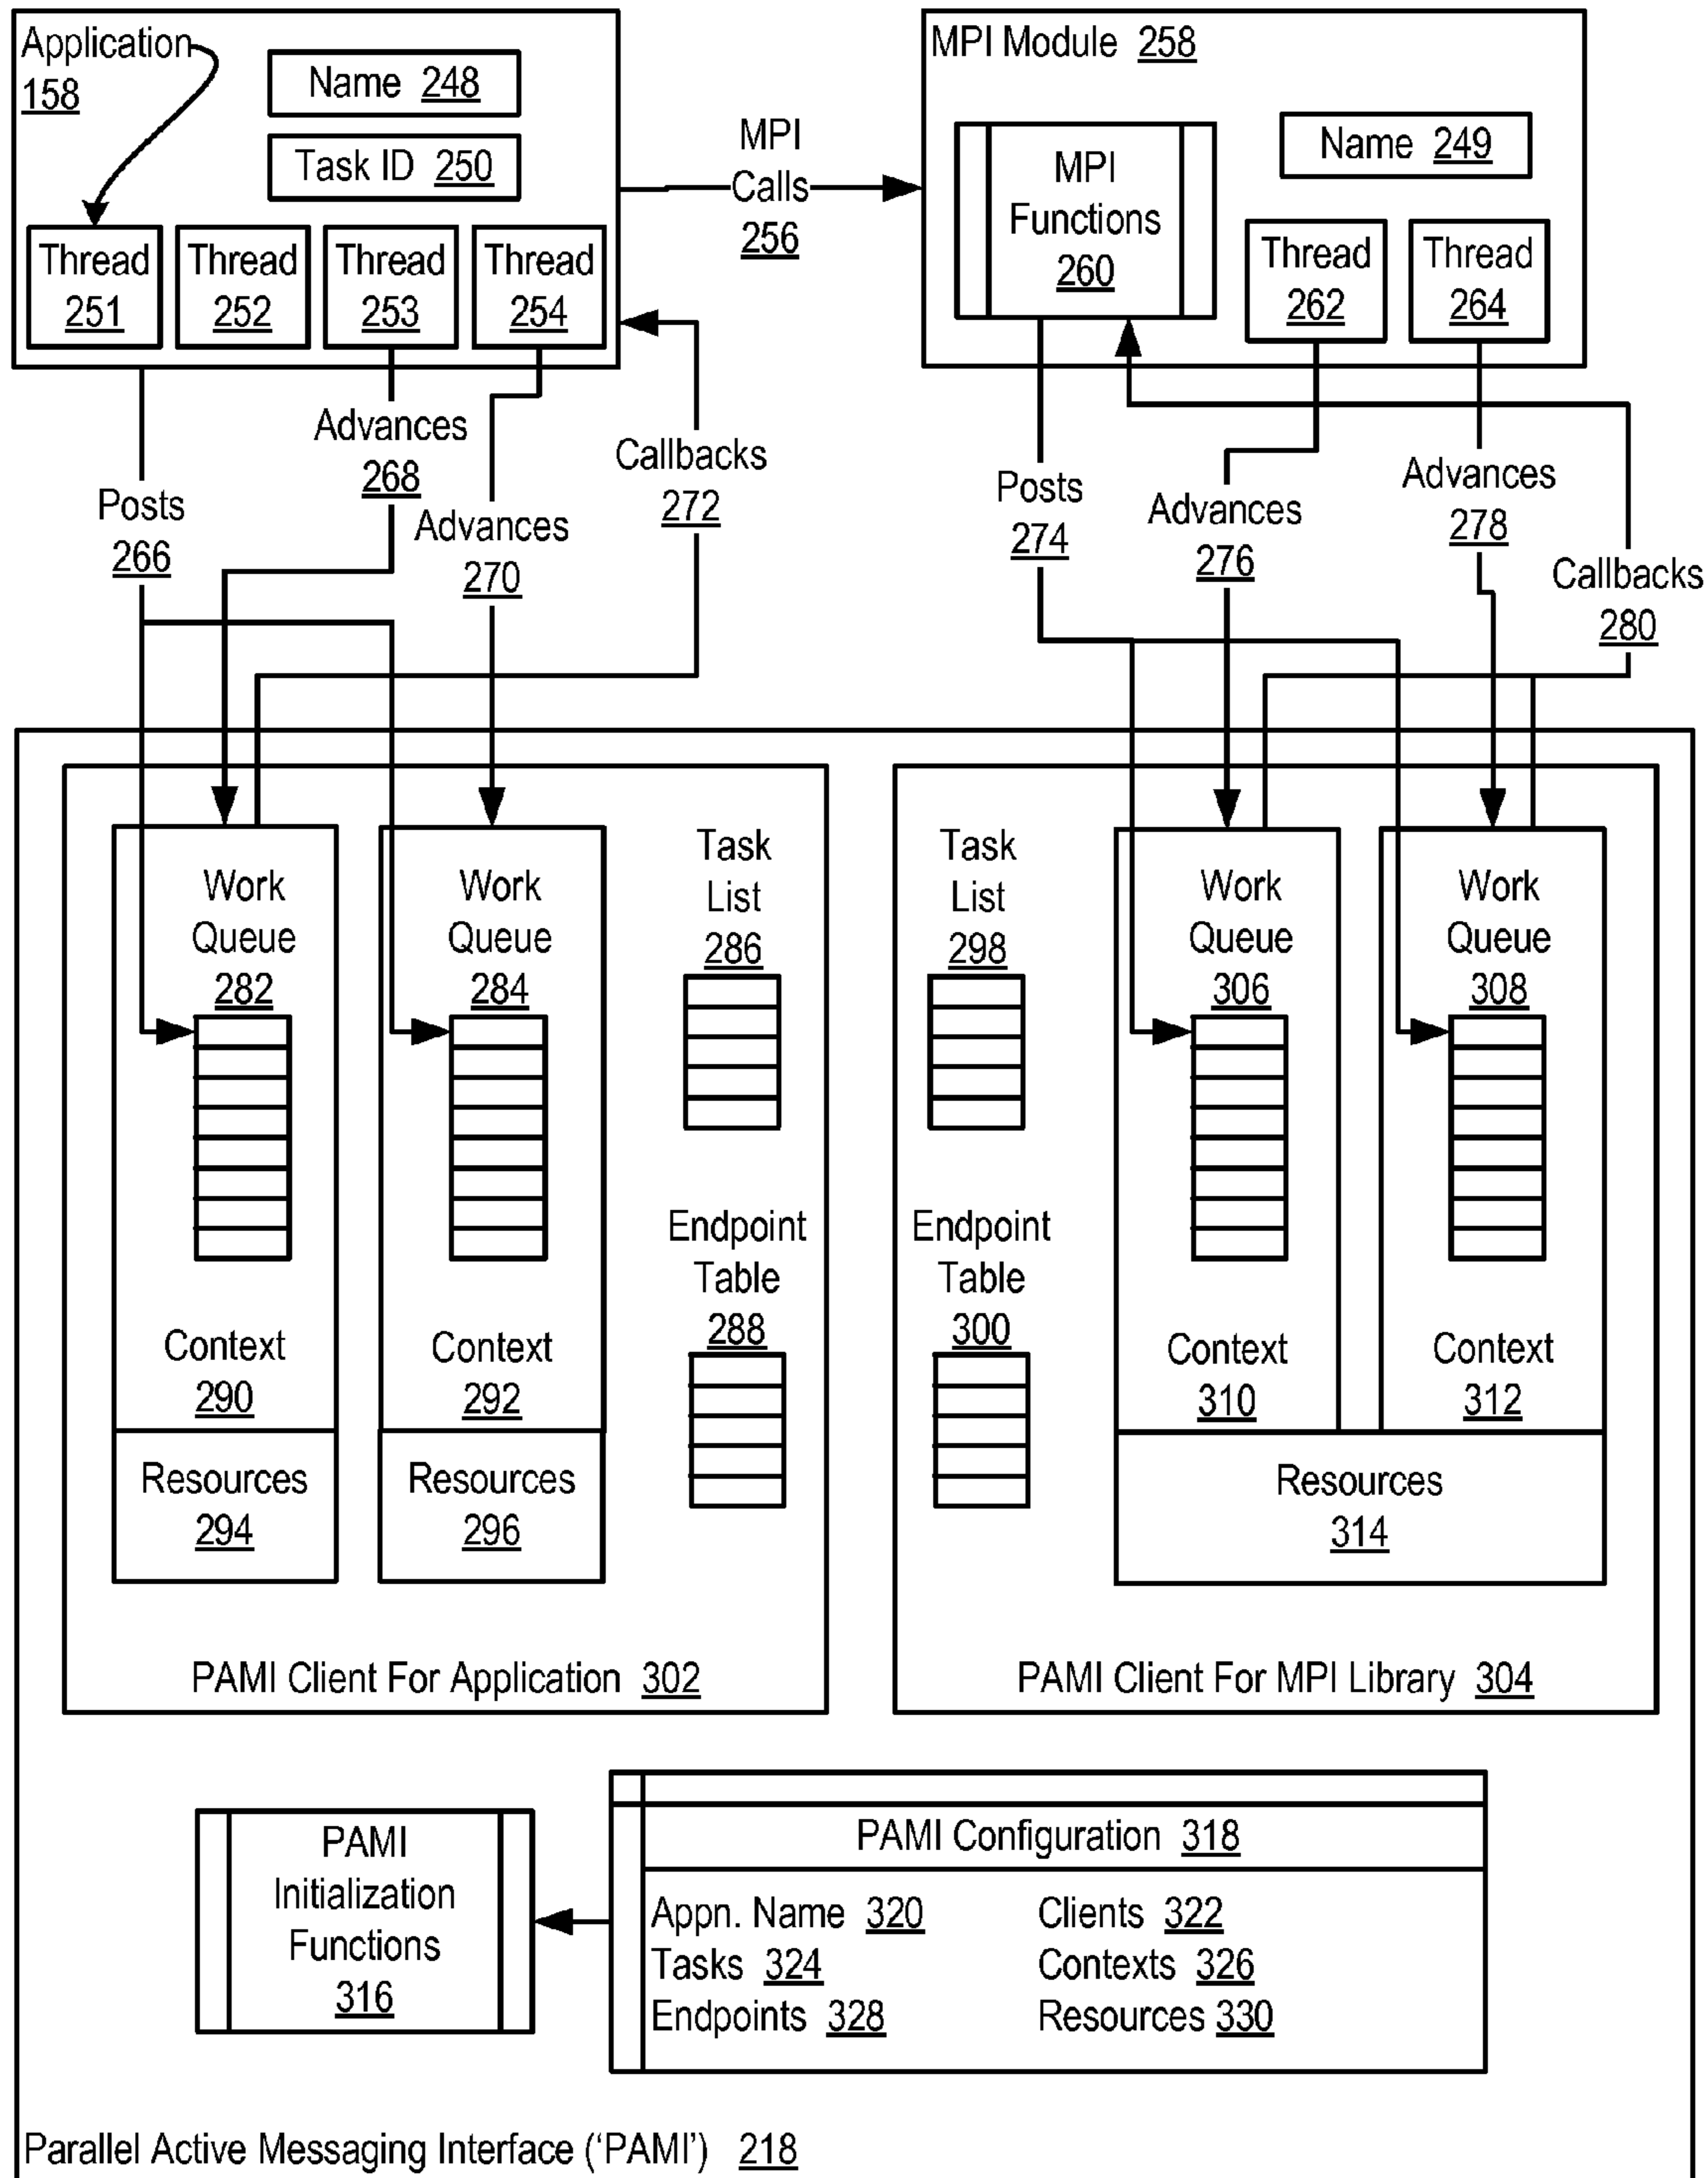 Application
158
Name 248
Task ID 250
Thread
251
Thread
252
Thread
253
Thread
254
MPI
Calls
256
MPI Module 258
MPI
Functions
260
Name 249
Thread
262
Thread
264
Posts
266
Advances
268
Advances
270
Callbacks
272
Posts
274
Advances
276
Advances
278
Callbacks
280
Work
Queue
282
Context
290
Resources
294
Work
Queue
284
Context
292
Resources
296
Task
List
286
Endpoint
Table
288
PAMI Client For Application 302
Task
List
298
Endpoint
Table
300
Work
Queue
306
Context
310
Work
Queue
308
Context
312
Resources
314
PAMI Client For MPI Library 304
PAMI
Initialization
Functions
316
PAMI Configuration 318
Appn. Name 320 Clients 322
Tasks 324 Contexts 326
Endpoints 328 Resources 330
Parallel Active Messaging Interface (‘PAMI’) 218